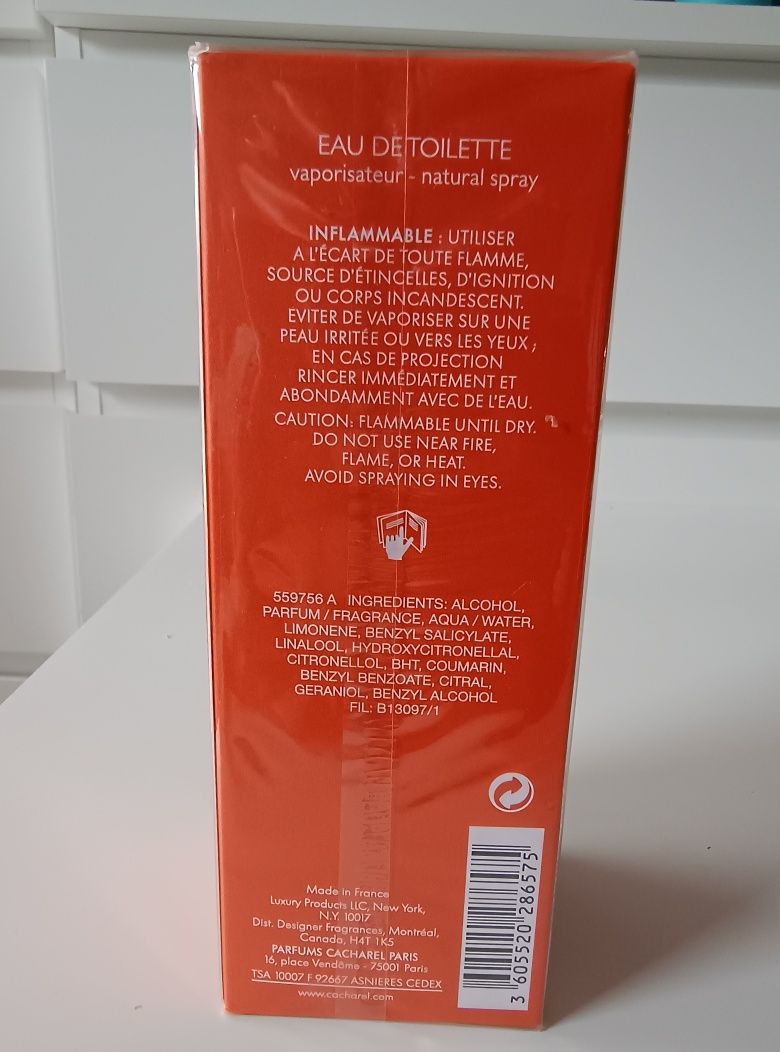 EAU DE TOILETTE
vaporisateur - natural spray
INFLAMMABLE : UTILISER
A L'ÉCART DE TOUTE FLAMME,
SOURCE D'ÉTINCELLES, D'IGNITION
OU CORPS INCANDESCENT.
EVITER DE VAPORISER SUR UNE
PEAU IRRITÉE OU VERS LES YEUX ;
EN CAS DE PROJECTION
RINCER IMMÉDIATEMENT ET
ABONDAMMENT AVEC DE L'EAU.
CAUTION: FLAMMABLE UNTIL DRY.
DO NOT USE NEAR FIRE,
FLAME, OR HEAT.
AVOID SPRAYING IN EYES.
559756 A INGREDIENTS: ALCOHOL,
PARFUM / FRAGRANCE, AQUA / WATER,
LIMONENE, BENZYL SALICYLATE,
LINALOOL, HYDROXYCITRONELLAL,
CITRONELLOL, BHT, COUMARIN,
BENZYL BENZOATE, CITRAL,
GERANIOL, BENZYL ALCOHOL
FIL: B13097/1
Made in France
Luxury Products LLC, New York,
N.Y. 10017
Dist. Designer Fragrances, Montréal,
Canada, H4T 1K5
PARFUMS CACHAREL PARIS
16, place Vendôme - 75001 Paris
TSA 10007 F 92667 ASNIERES CEDEX
www.cacharel.com
3 605520 286575